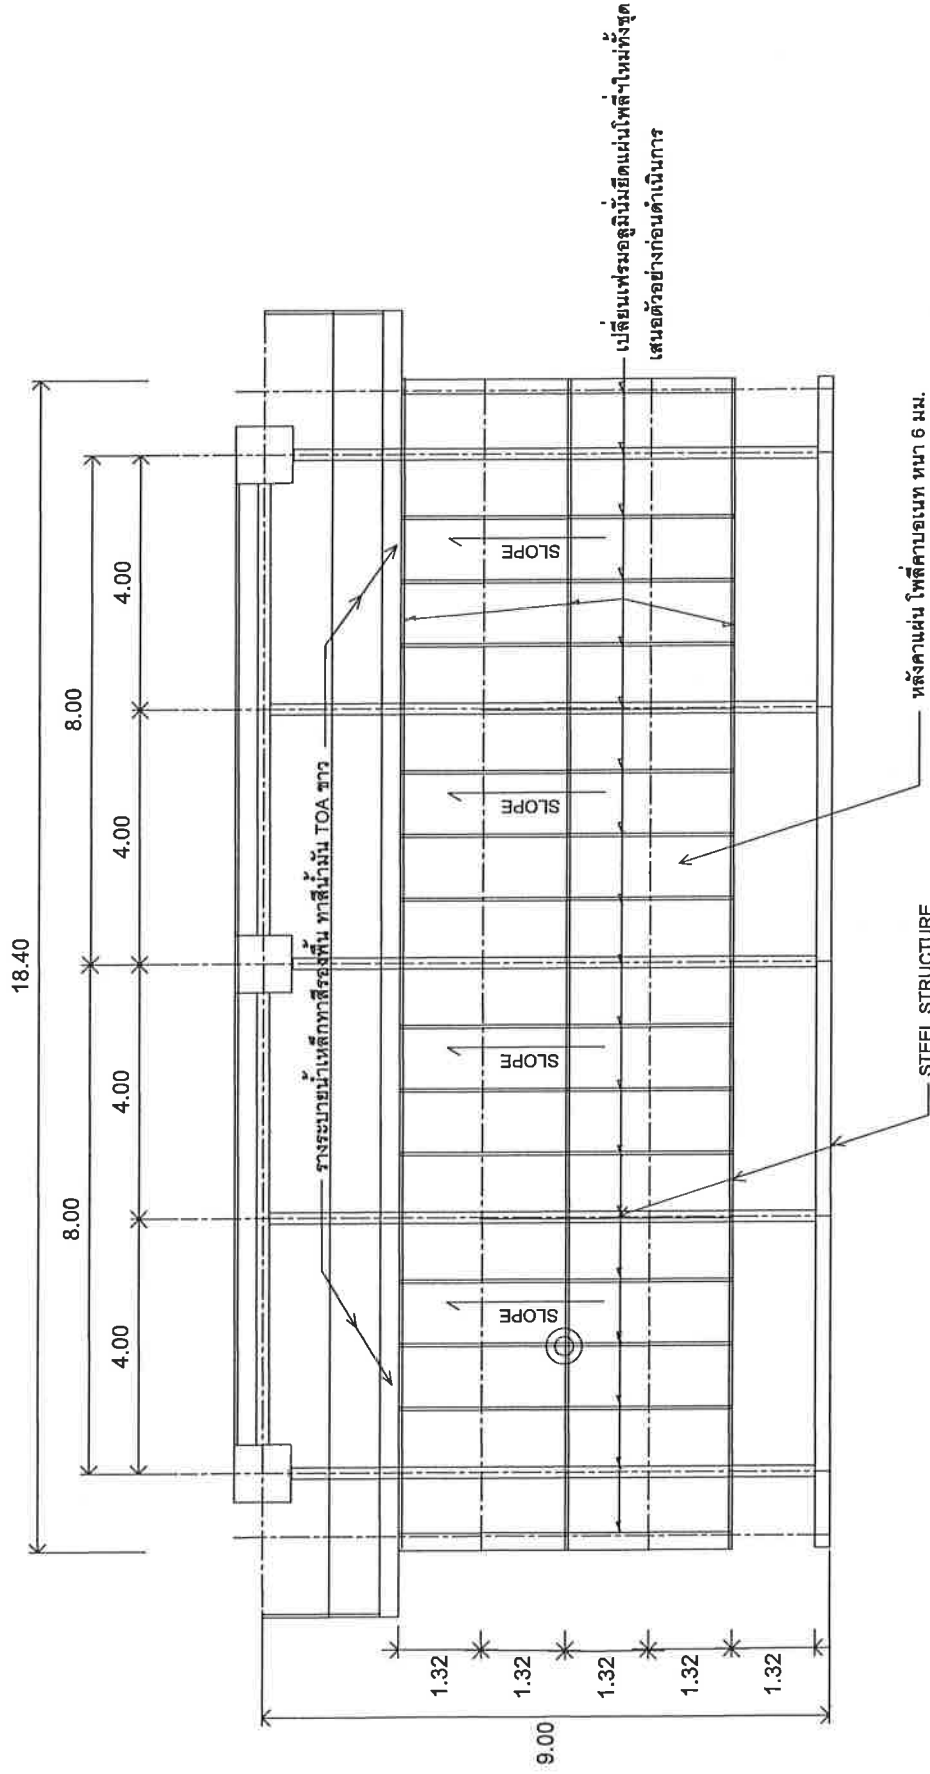 18.40
8.00
8.00
4.00
4.00
4.00
4.00
รางระบายน้ำเหล็กทาสีรองพื้น ทาสีน้ำมัน TOA ขาว
SLOPE
SLOPE
SLOPE
SLOPE
1.32
1.32
1.32
1.32
1.32
9.00
เปลี่ยนเฟรมอลูมินั่มยึดแผ่นโพลีฯใหม่ทั้งชุด
เสนอตัวอย่างก่อนดำเนินการ
หลังคาแผ่น โพลี่คาบอเนท หนา 6 มม.
STEEL STRUCTURE